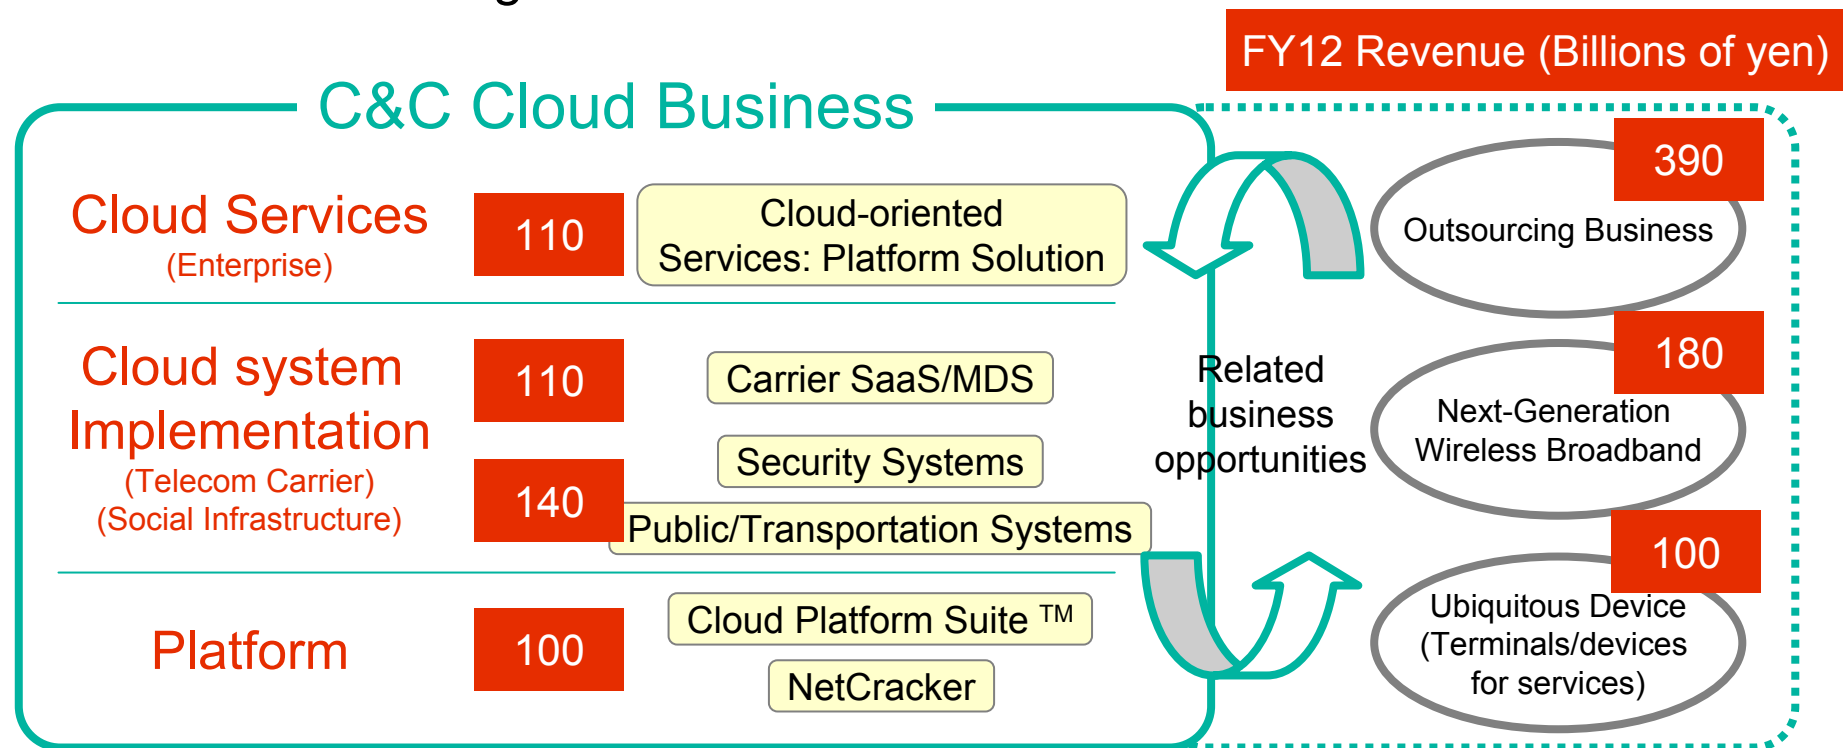 FY12 Revenue (Billions of yen)
C&C Cloud Business
Cloud Services
(Enterprise)
110
Cloud-oriented
Services: Platform Solution
390
Outsourcing Business
Cloud system
Implementation
(Telecom Carrier)
(Social Infrastructure)
110
140
Carrier SaaS/MDS
Security Systems
Public/Transportation Systems
Related
business
opportunities
180
Next-Generation
Wireless Broadband
Platform
100
Cloud Platform Suite ™
NetCracker
100
Ubiquitous Device
(Terminals/devices
for services)